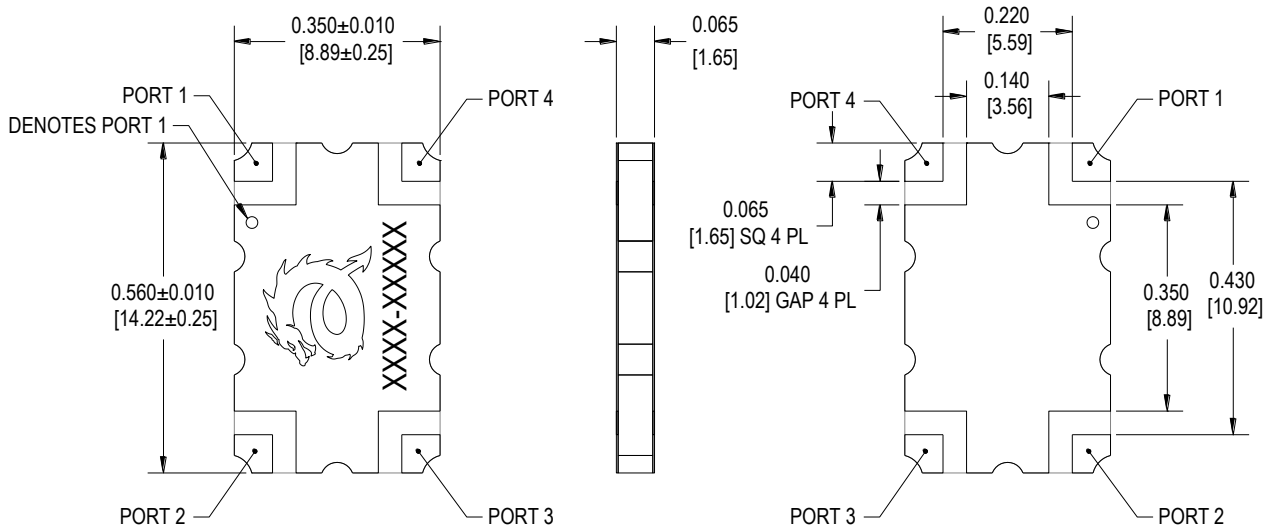 0.350±0.010
[8.89±0.25]
PORT 1
PORT 4
DENOTES PORT 1
0.560±0.010
[14.22±0.25]
XXXX-XXXXX
PORT 2
PORT 3
0.065
[1.65]
0.220
[5.59]
0.140
[3.56]
PORT 4
PORT 1
0.065
[1.65] SQ 4 PL
0.040
[1.02] GAP 4 PL
0.350
[8.89]
0.430
[10.92]
PORT 3
PORT 2